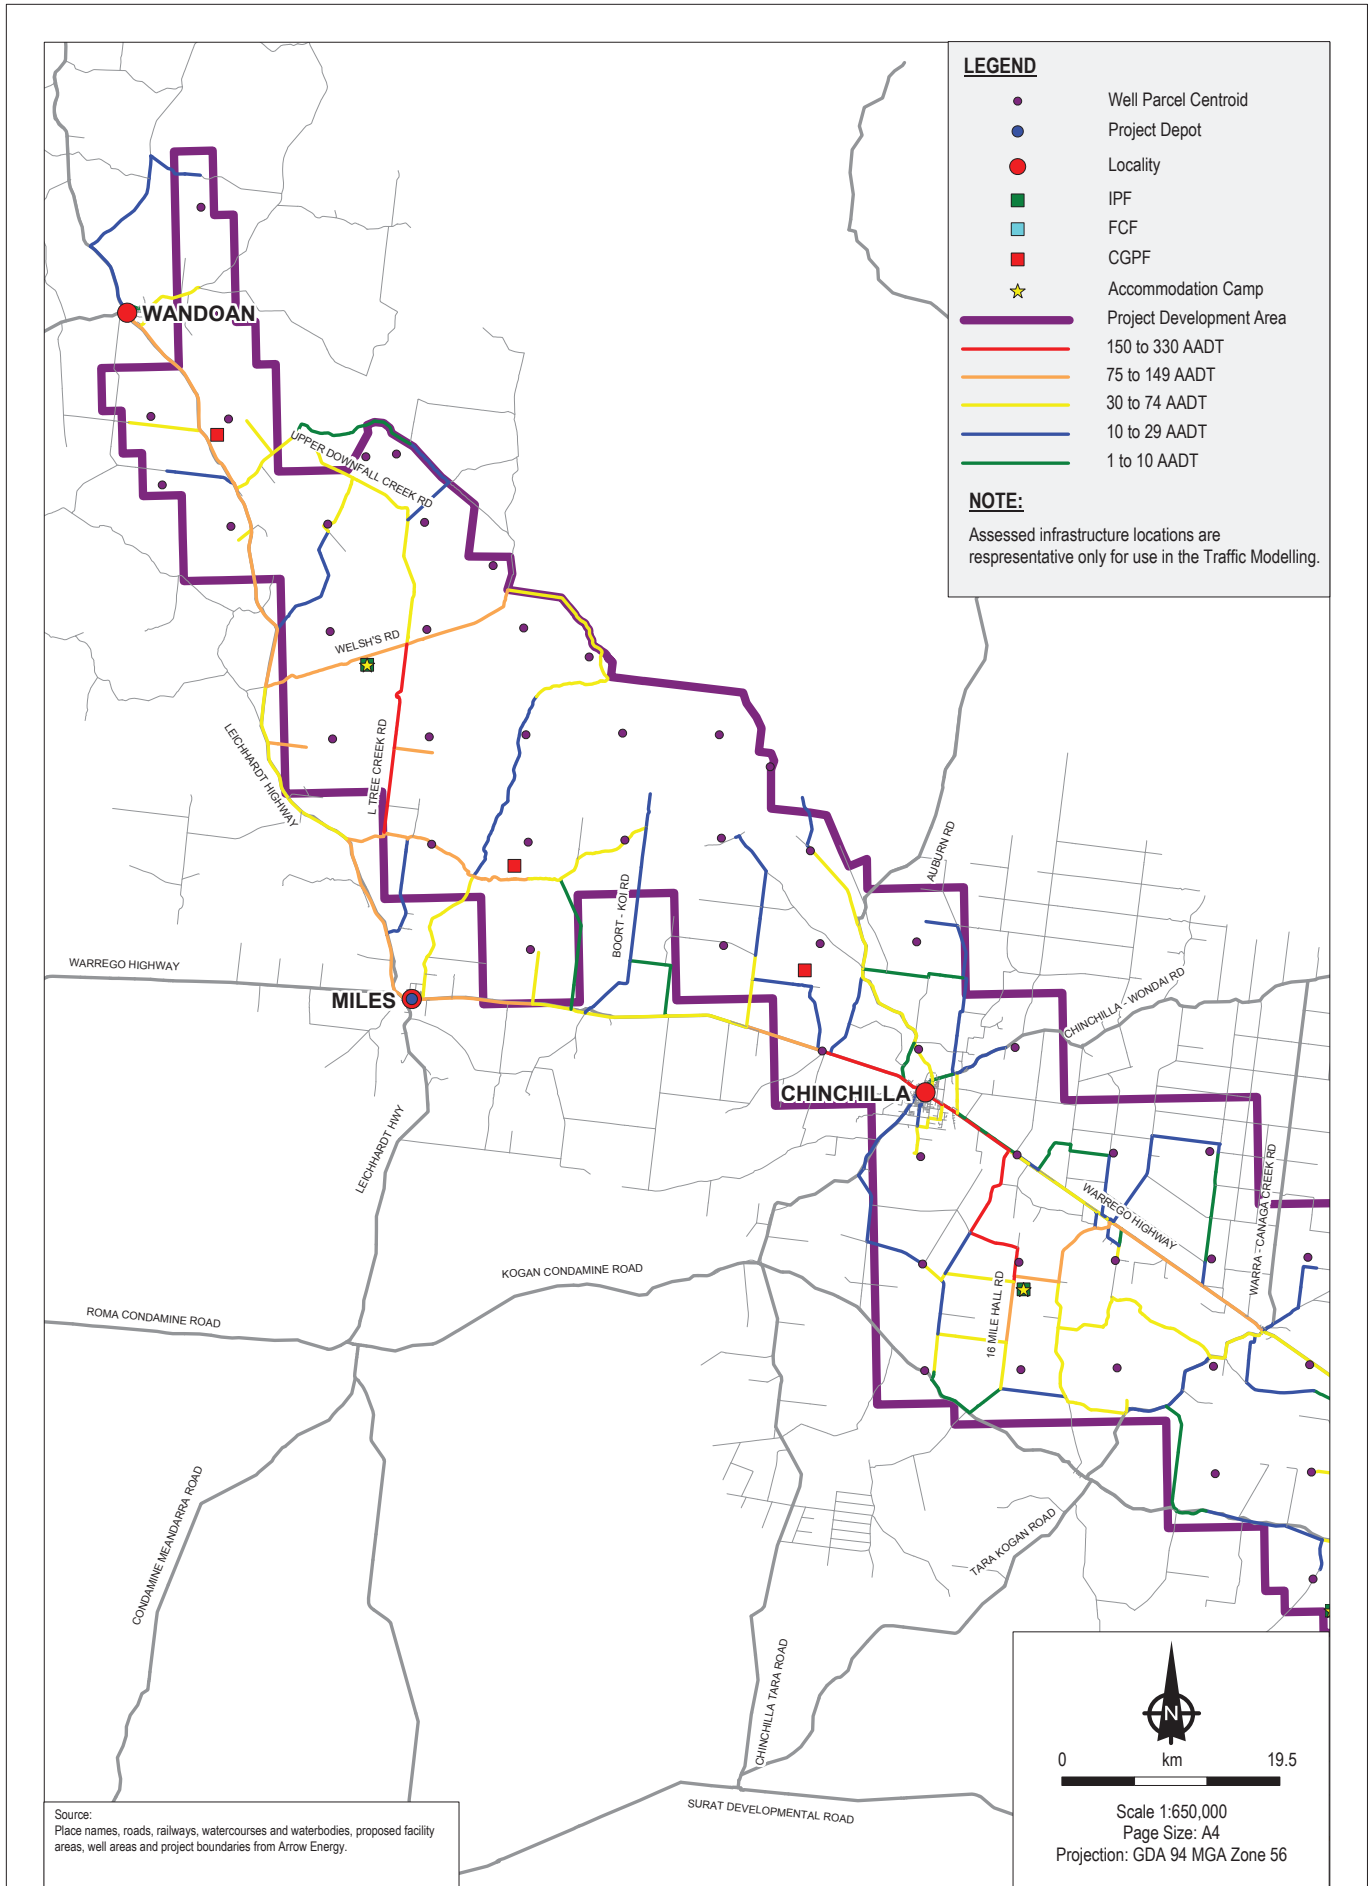 LEGEND
Well Parcel Centroid
Project Depot
Locality
IPF
FCF
CGPF
Accommodation Camp
Project Development Area
150 to 330 AADT
75 to 149 AADT
30 to 74 AADT
10 to 29 AADT
1 to 10 AADT
NOTE:
Assessed infrastructure locations are
respresentative only for use in the Traffic Modelling.
WANDOAN
UPPER DOWNFALL CREEK RD
WELSH'S RD
LEICHHARDT HIGHWAY
L TREE CREEK RD
AUBURN RD
BOORT - KOI RD
WARREGO HIGHWAY
MILES
CHINCHILLA - WONDAI RD
CHINCHILLA
LEICHHARDT HWY
WARREGO HIGHWAY
WARRA - CANAGA CREEK RD
KOGAN CONDAMINE ROAD
16 MILE HALL RD
ROMA CONDAMINE ROAD
CONDAMINE MEANDARRA ROAD
TARA KOGAN ROAD
CHINCHILLA TARA ROAD
SURAT DEVELOPMENTAL ROAD
N
0 km 19.5
Scale 1:650,000
Page Size: A4
Projection: GDA 94 MGA Zone 56
Source:
Place names, roads, railways, watercourses and waterbodies, proposed facility
areas, well areas and project boundaries from Arrow Energy.